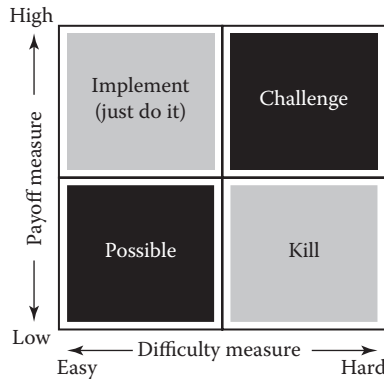 High
Implement
(just do it)
Challenge
Payoff measure
Possible
Kill
Low
Difficulty measure
Easy
Hard